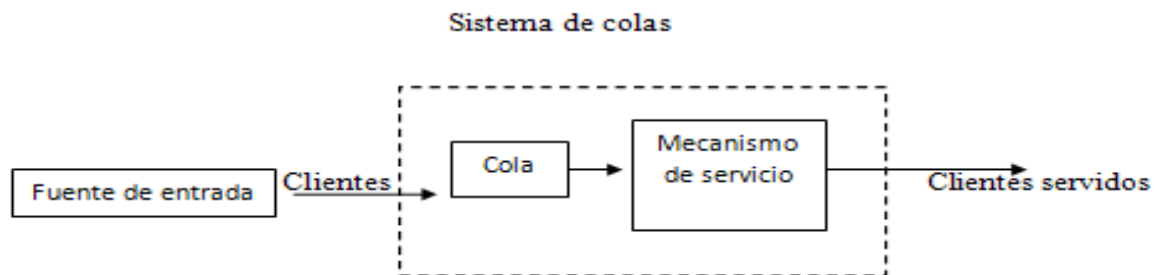 Sistema de colas
Fuente de entrada
Clientes
Cola
Mecanismo
de servicio
Clientes servidos